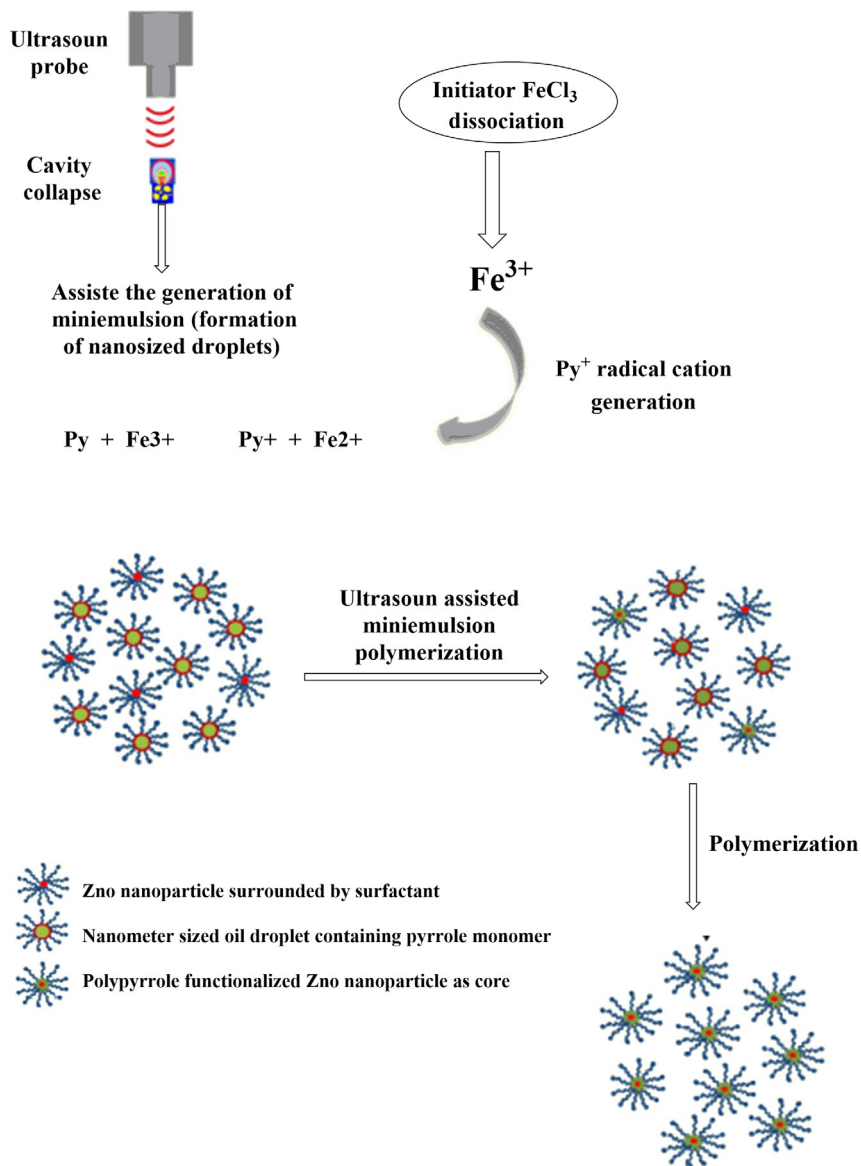 Ultrasoun
probe
Initiator FeCl₃
dissociation
Cavity
collapse
Fe³⁺
Assiste the generation of
miniemulsion (formation
of nanosized droplets)
Py⁺ radical cation
generation
Py + Fe3+ Py+ + Fe2+
Ultrasoun assisted
miniemulsion
polymerization
Polymerization
Zno nanoparticle surrounded by surfactant
Nanometer sized oil droplet containing pyrrole monomer
Polypyrrole functionalized Zno nanoparticle as core